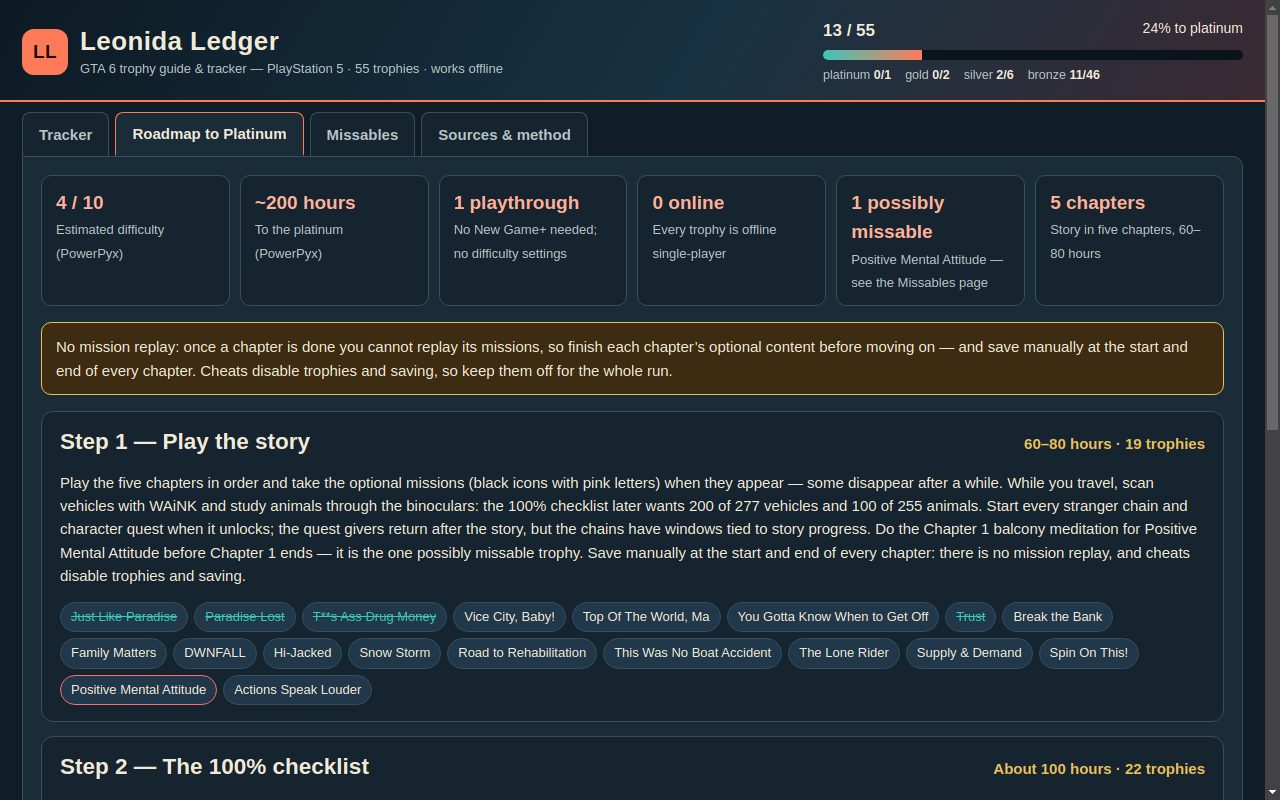 LL
Leonida Ledger
GTA 6 trophy guide & tracker — PlayStation 5 · 55 trophies · works offline
13 / 55
24% to platinum
platinum 0/1 gold 0/2 silver 2/6 bronze 11/46
Tracker
Roadmap to Platinum
Missables
Sources & method
4 / 10
Estimated difficulty
(PowerPyx)
~200 hours
To the platinum
(PowerPyx)
1 playthrough
No New Game+ needed;
no difficulty settings
0 online
Every trophy is offline
single-player
1 possibly
missable
Positive Mental Attitude —
see the Missables page
5 chapters
Story in five chapters, 60–
80 hours
No mission replay: once a chapter is done you cannot replay its missions, so finish each chapter’s optional content before moving on — and save manually at the start and
end of every chapter. Cheats disable trophies and saving, so keep them off for the whole run.
Step 1 — Play the story
60–80 hours · 19 trophies
Play the five chapters in order and take the optional missions (black icons with pink letters) when they appear — some disappear after a while. While you travel, scan
vehicles with WAiNK and study animals through the binoculars: the 100% checklist later wants 200 of 277 vehicles and 100 of 255 animals. Start every stranger chain and
character quest when it unlocks; the quest givers return after the story, but the chains have windows tied to story progress. Do the Chapter 1 balcony meditation for Positive
Mental Attitude before Chapter 1 ends — it is the one possibly missable trophy. Save manually at the start and end of every chapter: there is no mission replay, and cheats
disable trophies and saving.
Just Like Paradise Paradise Lost T**s Ass Drug Money Vice City, Baby! Top Of The World, Ma You Gotta Know When to Get Off Trust Break the Bank
Family Matters DWNFALL Hi-Jacked Snow Storm Road to Rehabilitation This Was No Boat Accident The Lone Rider Supply & Demand Spin On This!
Positive Mental Attitude Actions Speak Louder
Step 2 — The 100% checklist
About 100 hours · 22 trophies